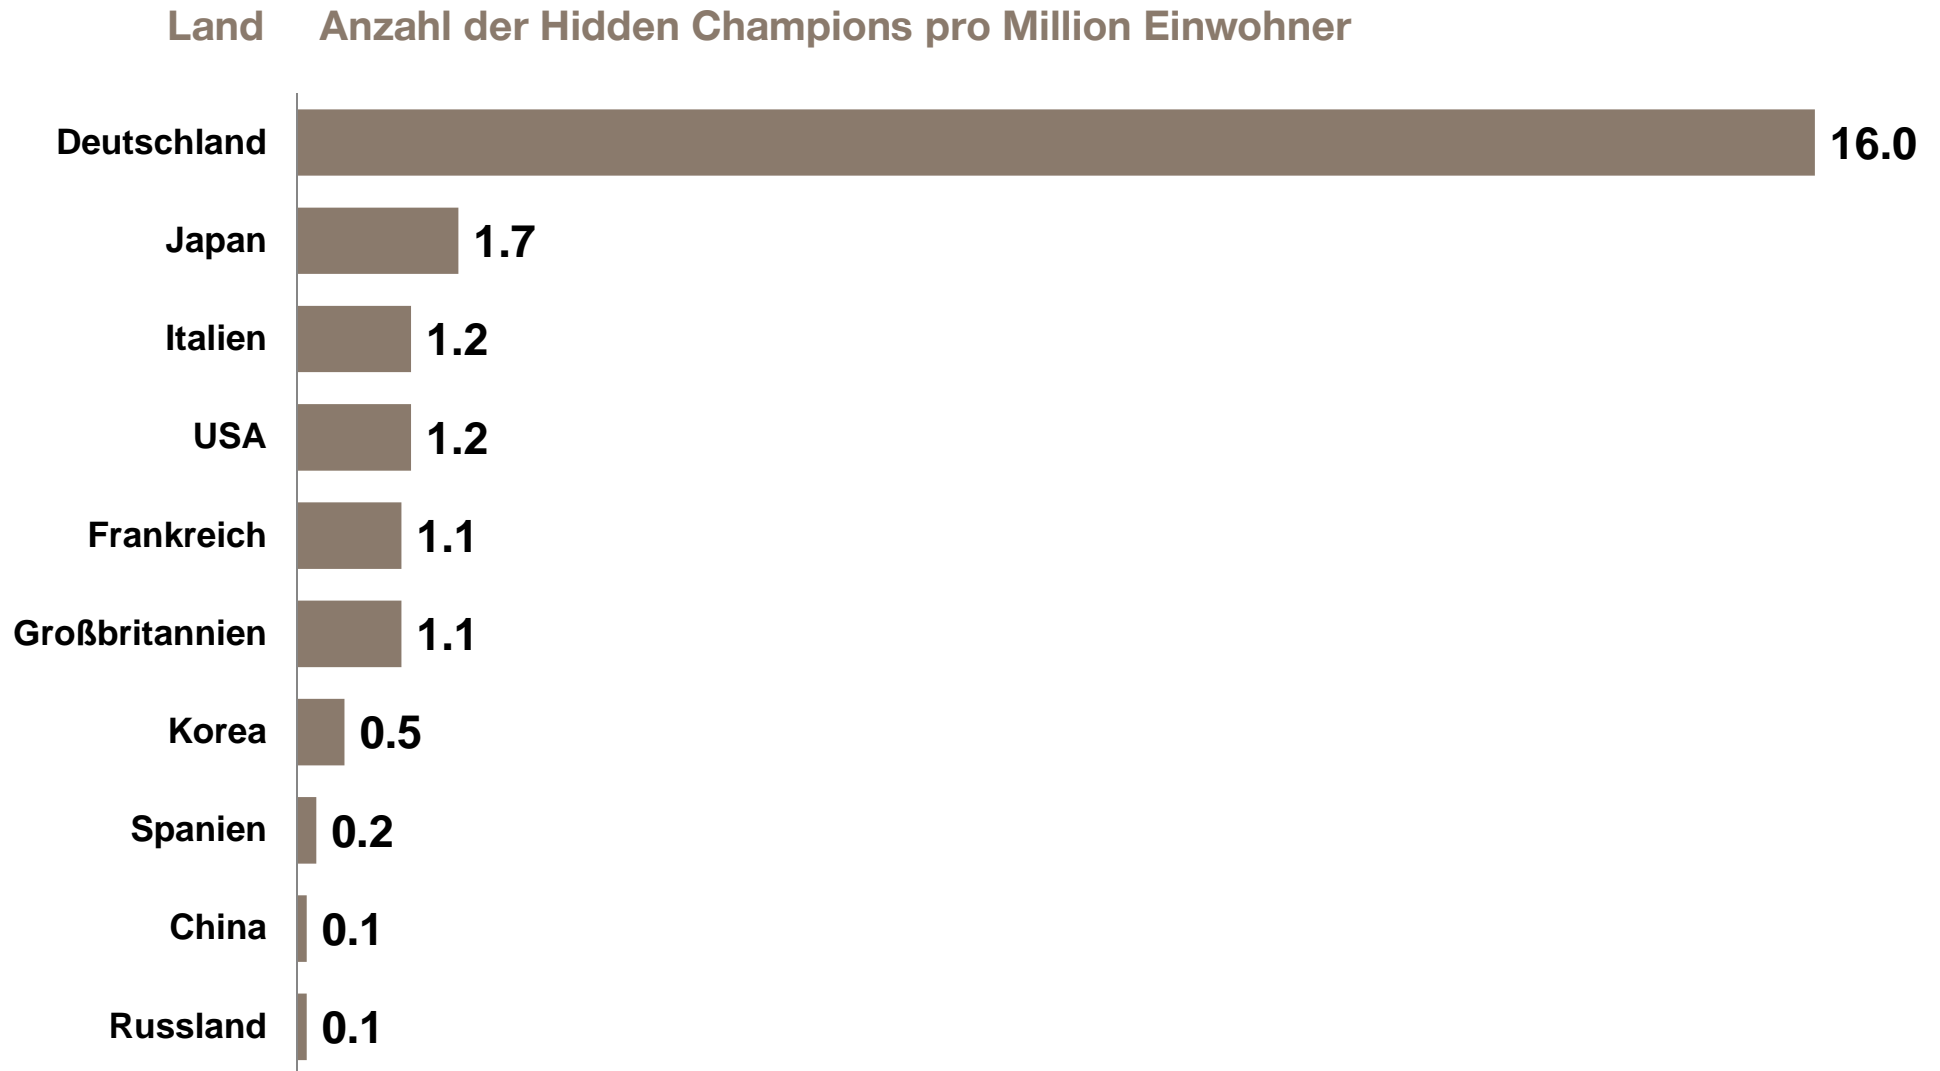 Land Anzahl der Hidden Champions pro Million Einwohner
Deutschland 16.0
Japan 1.7
Italien 1.2
USA 1.2
Frankreich 1.1
Großbritannien 1.1
Korea 0.5
Spanien 0.2
China 0.1
Russland 0.1